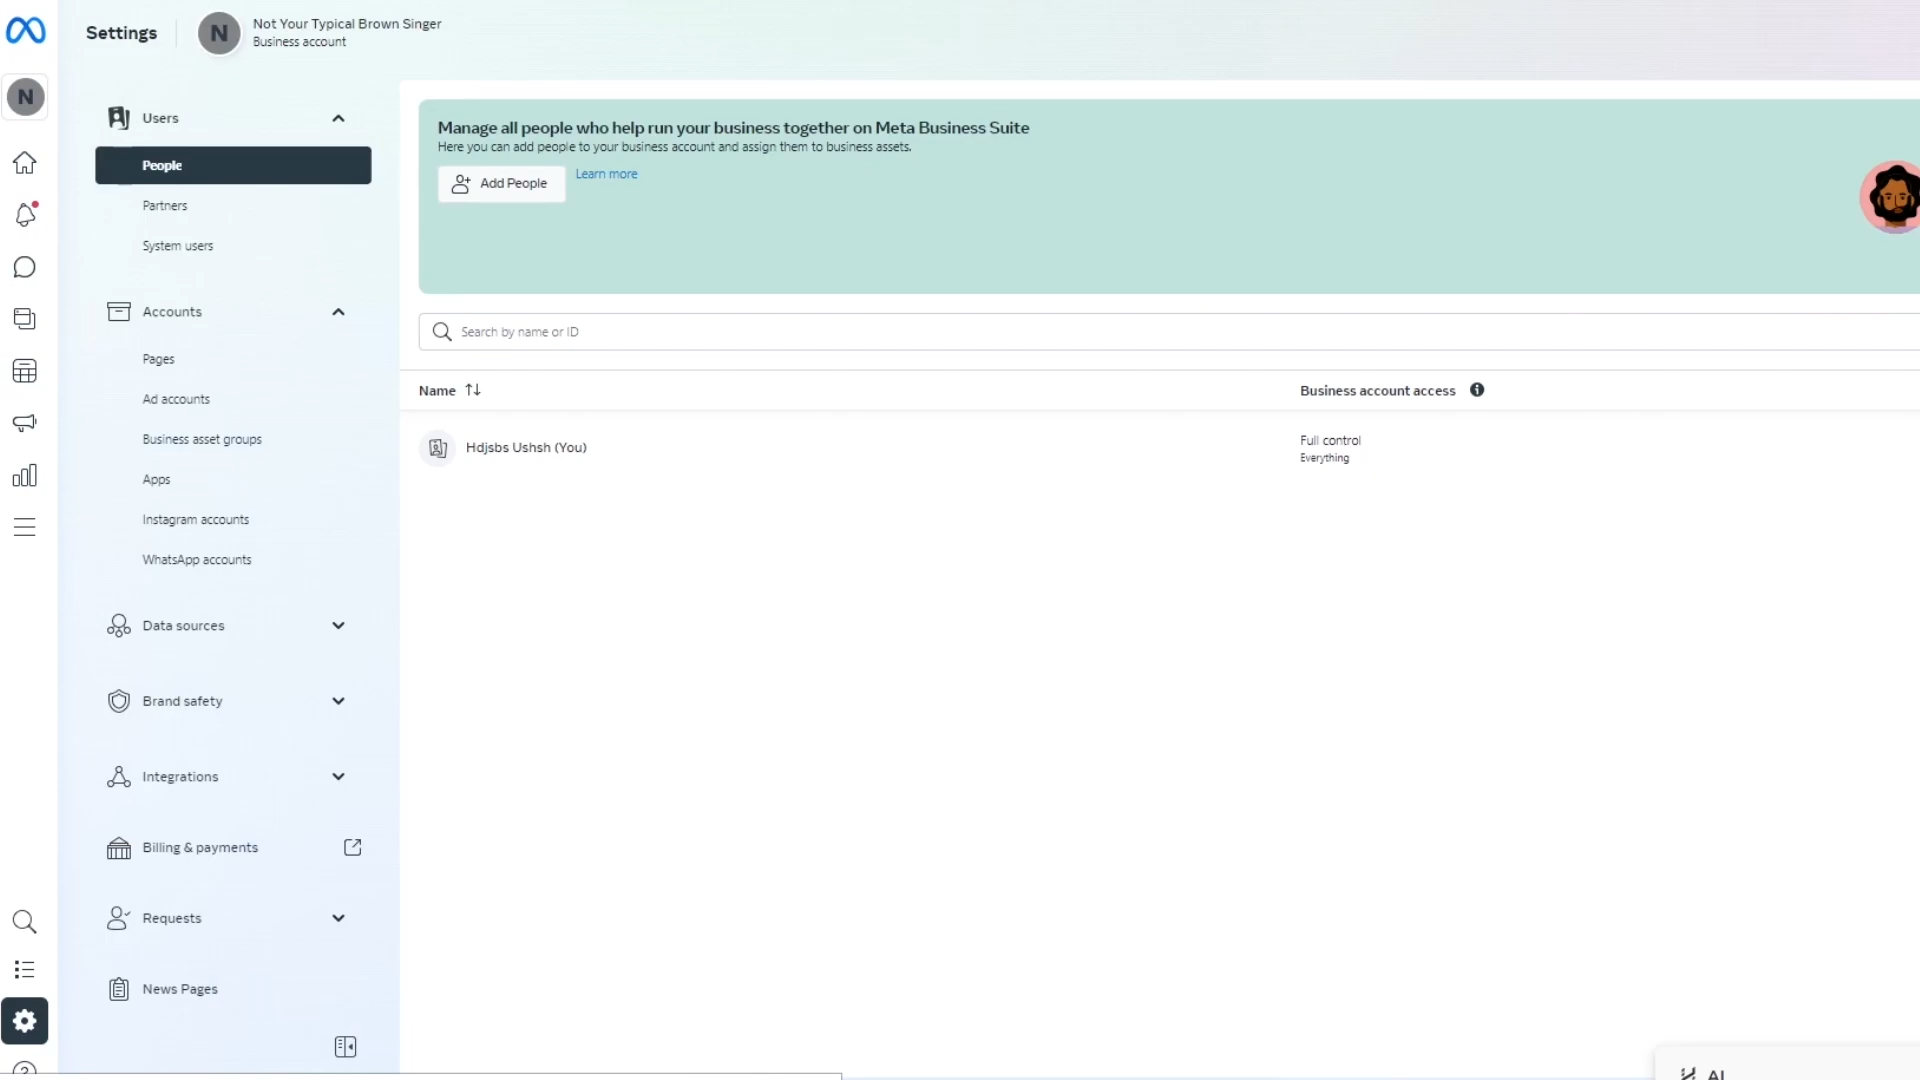 Settings
N
Not Your Typical Brown Singer
Business account
N
Users
People
Partners
System users
Accounts
Pages
Ad accounts
Business asset groups
Apps
Instagram accounts
WhatsApp accounts
Data sources
Brand safety
Integrations
Billing & payments
Requests
News Pages
Manage all people who help run your business together on Meta Business Suite
Here you can add people to your business account and assign them to business assets.
Add People
Learn more
Search by name or ID
Name
Business account access
Hdjsbs Ushsh (You)
Full control
Everything
AI